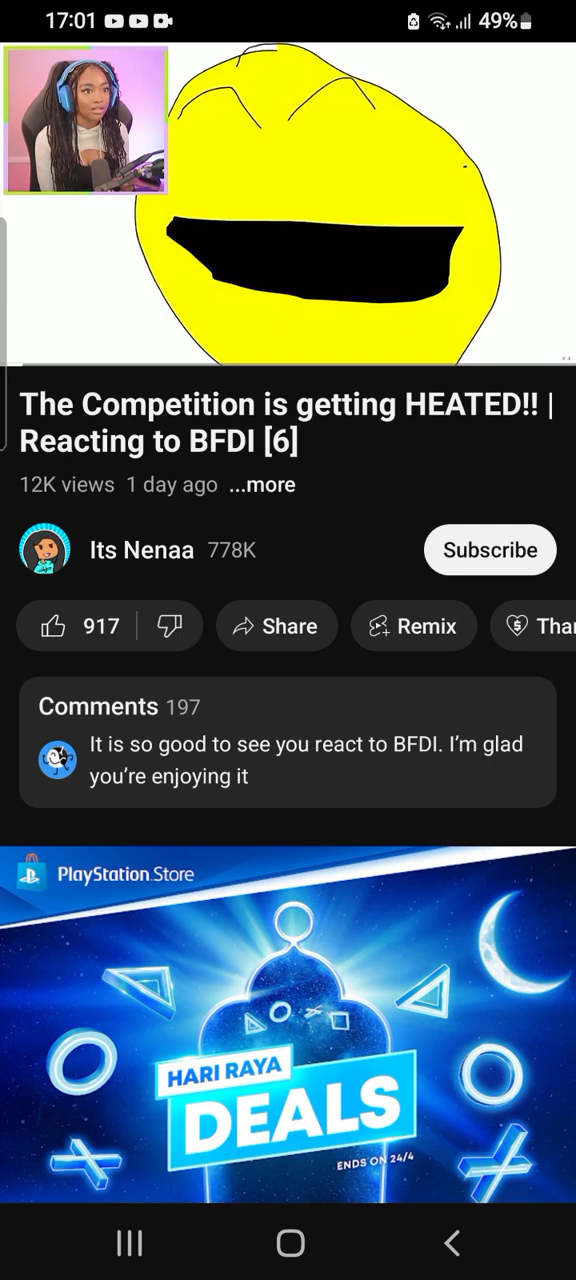 17:01
49%
The Competition is getting HEATED!! |
Reacting to BFDI [6]
12K views 1 day ago ...more
Its Nenaa 778K
Subscribe
917
Share
Remix
Than
Comments 197
It is so good to see you react to BFDI. I'm glad
you're enjoying it
PlayStation.Store
HARI RAYA
DEALS
ENDS ON 24/4